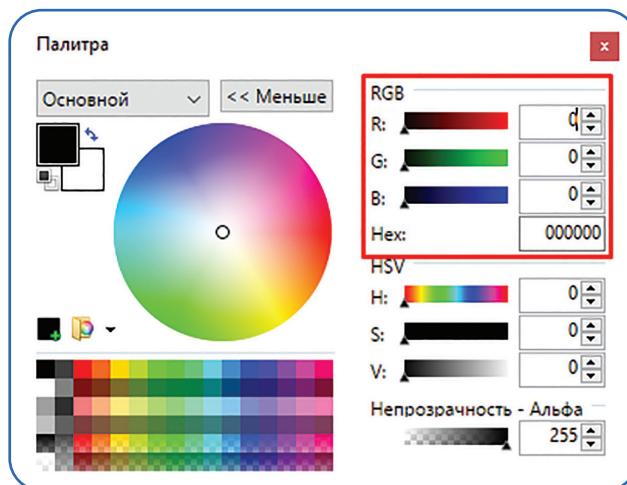 Палитра
x
Основной
<< Меньше
RGB
R: 0
G: 0
B: 0
Hex: 000000
HSV
H: 0
S: 0
V: 0
Непрозрачность - Альфа
255